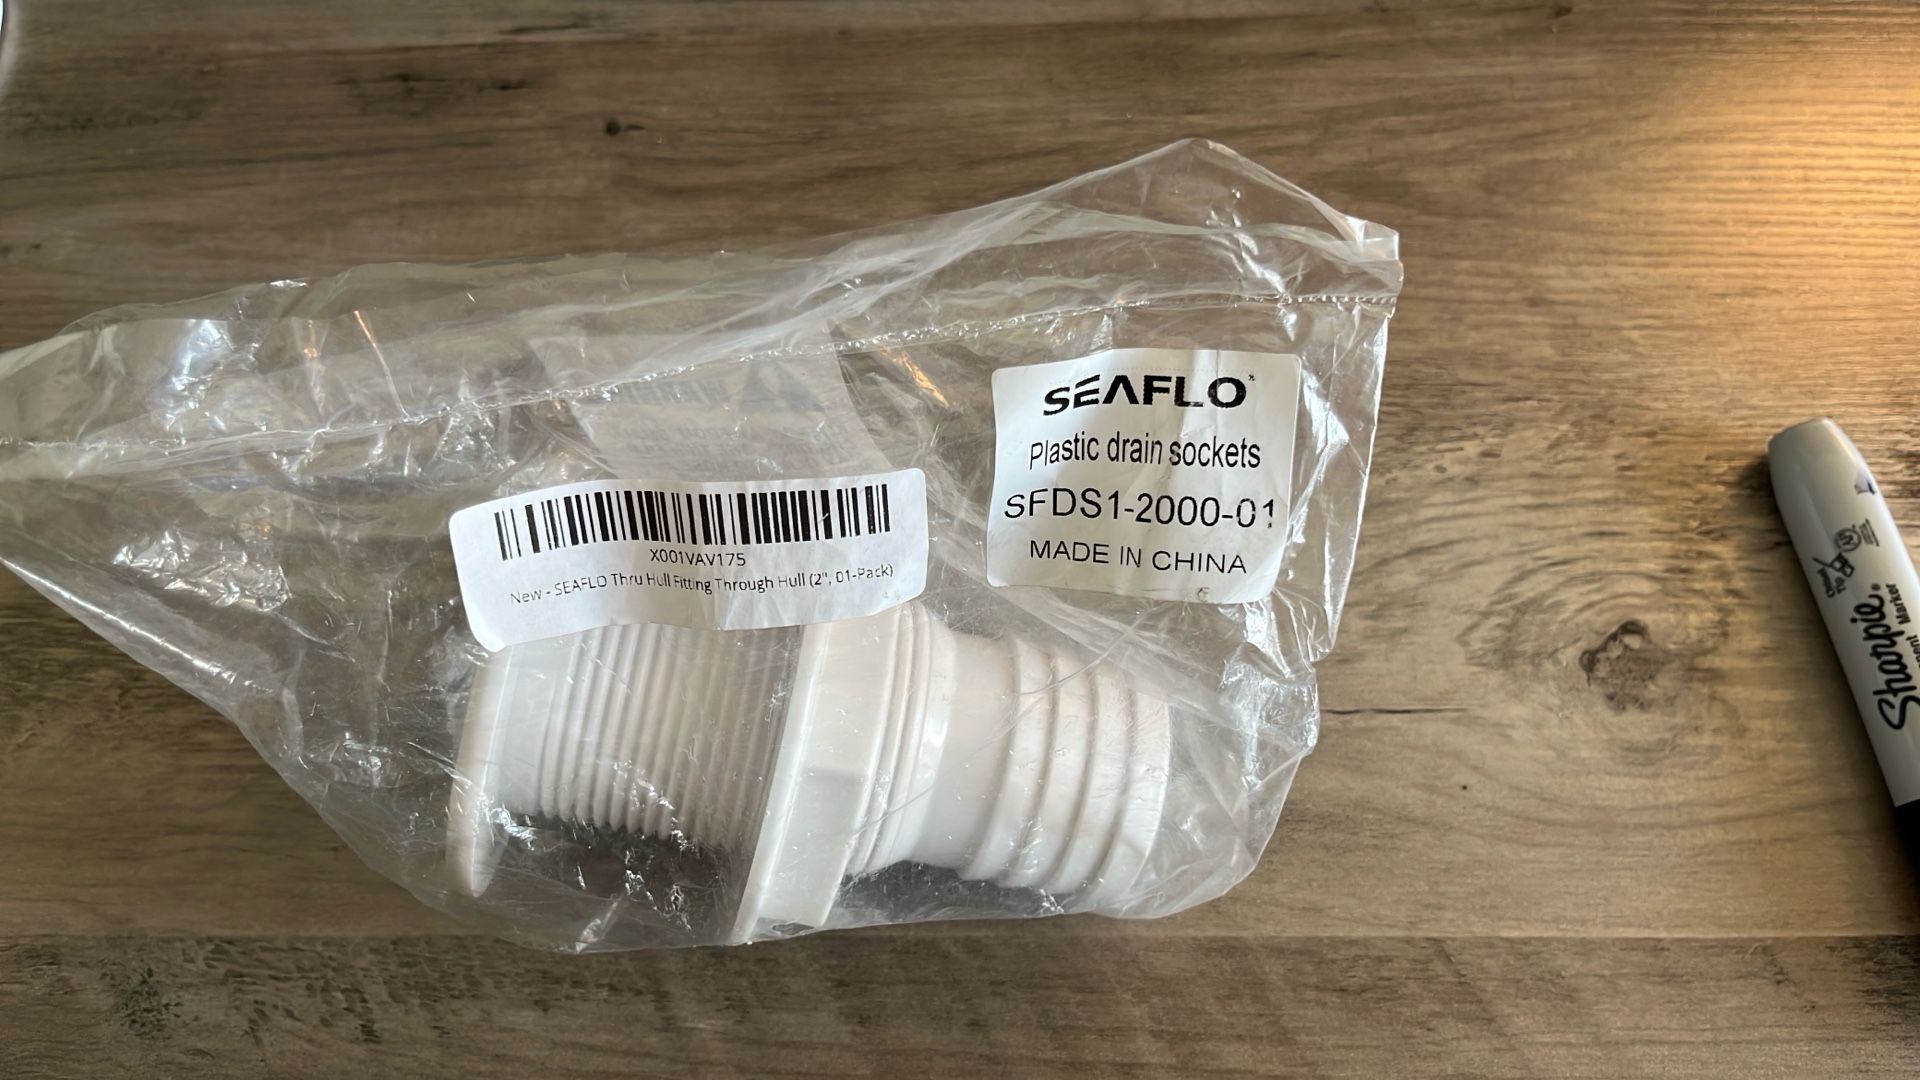 SEAFLO
Plastic drain sockets
SFDS1-2000-01
MADE IN CHINA
X001VAV175
New - SEAFLO Thru Hull Fitting Through Hull (2", 01-Pack)
Sharpie®
Marker